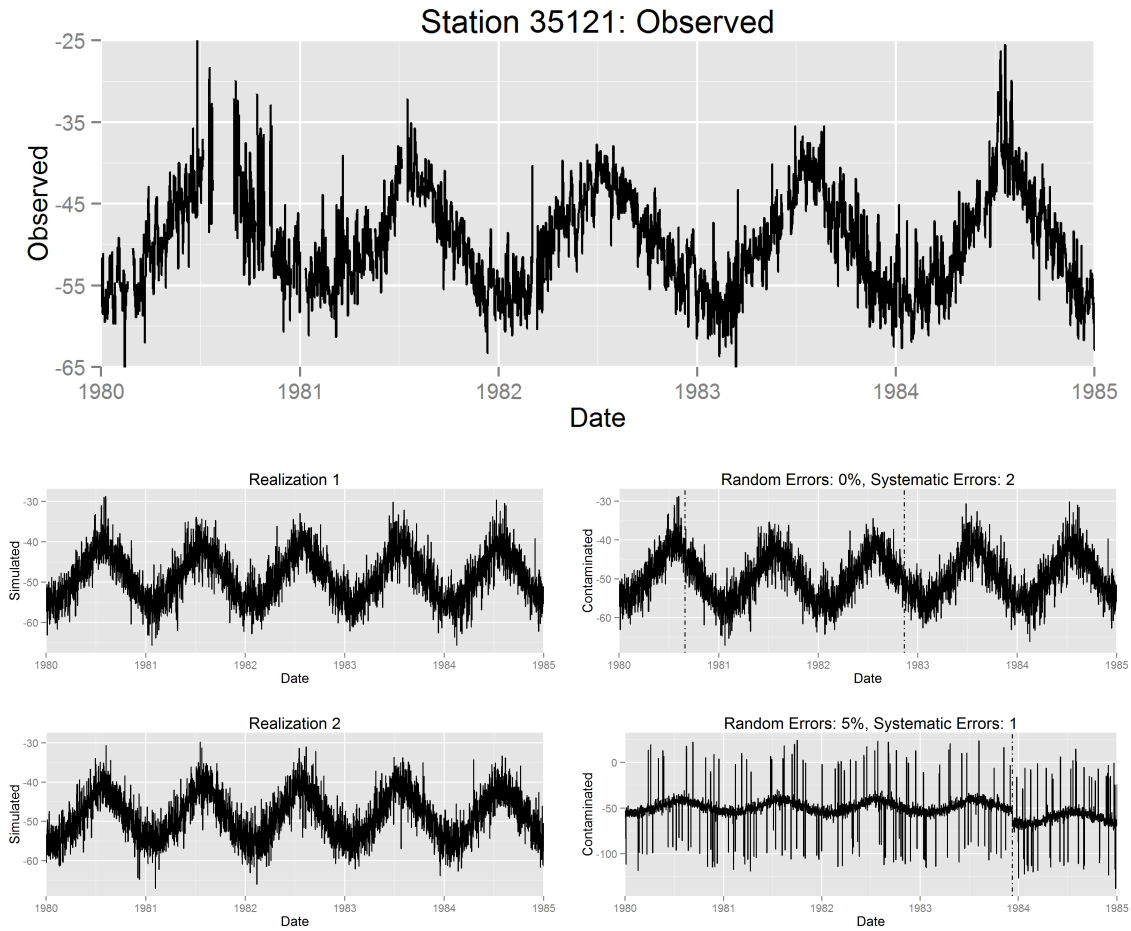 Station 35121: Observed
-25
-35
-45
-55
-65
Observed
1980 1981 1982 1983 1984 1985
Date
Realization 1
-30
-40
-50
-60
Simulated
1980 1981 1982 1983 1984 1985
Date
Random Errors: 0%, Systematic Errors: 2
-30
-40
-50
-60
Contaminated
1980 1981 1982 1983 1984 1985
Date
Realization 2
-30
-40
-50
-60
Simulated
1980 1981 1982 1983 1984 1985
Date
Random Errors: 5%, Systematic Errors: 1
0
-50
-100
Contaminated
1980 1981 1982 1983 1984 1985
Date